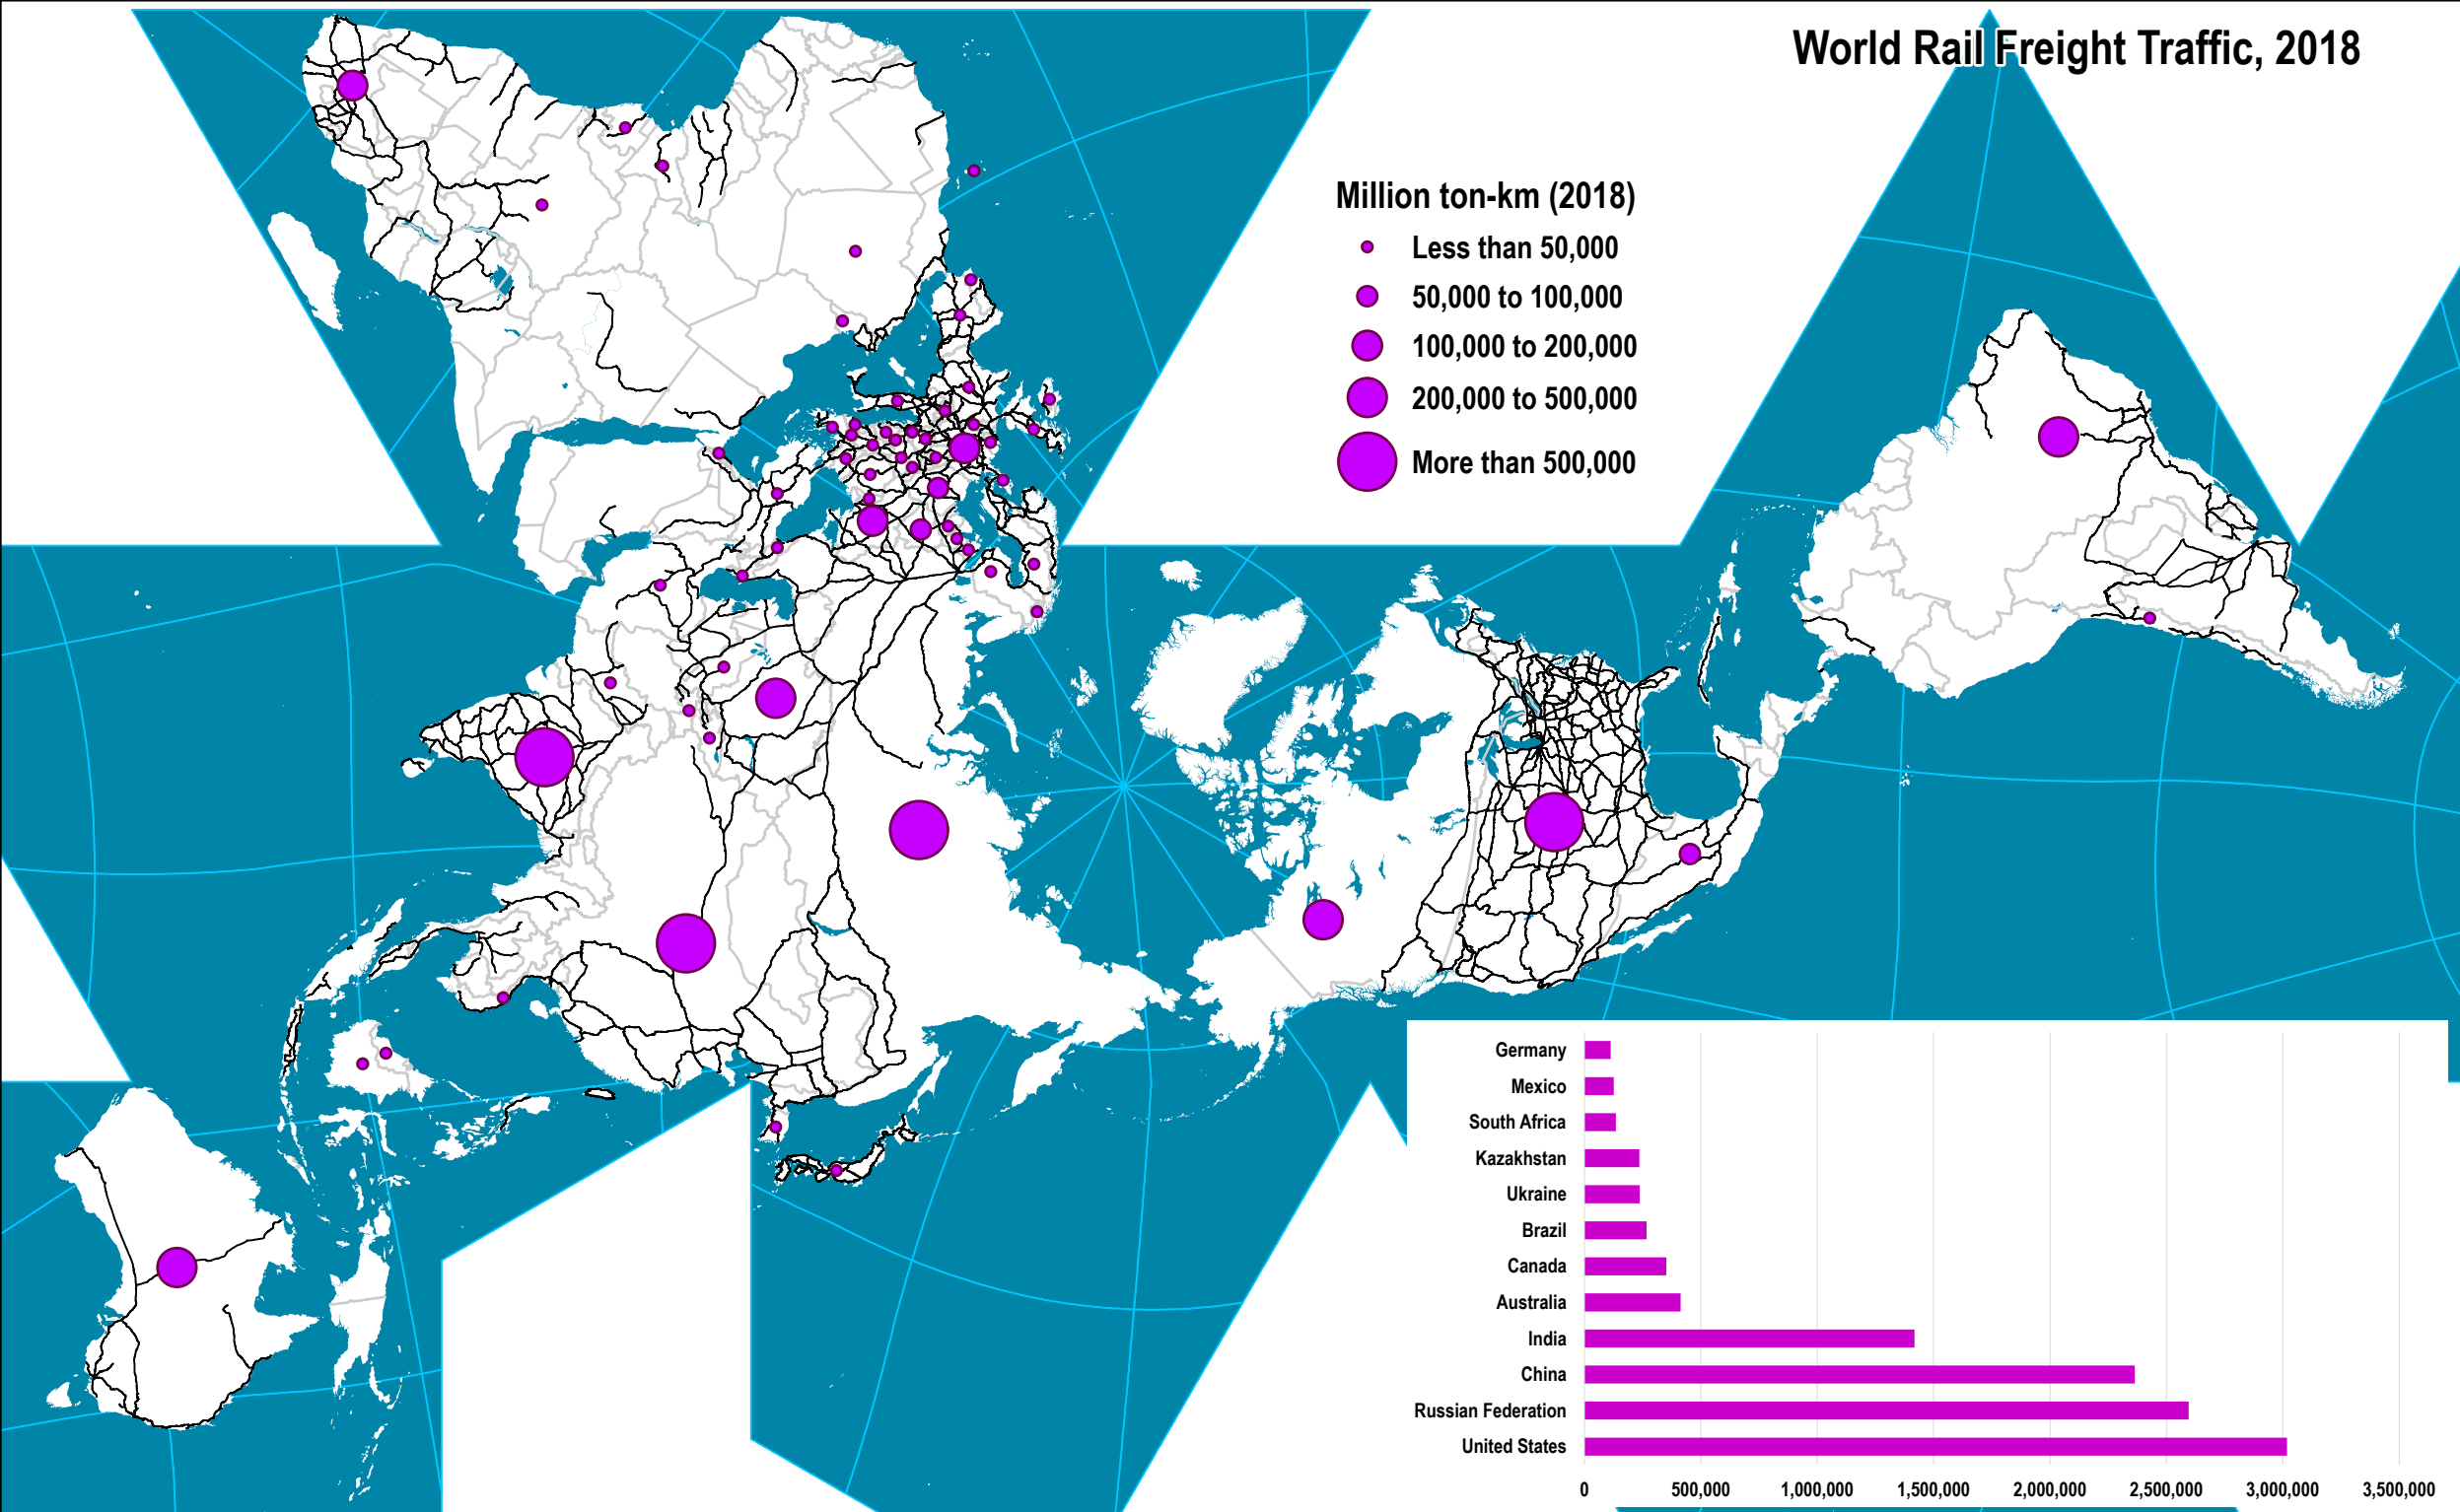 World Rail Freight Traffic, 2018
Million ton-km (2018)
Less than 50,000
50,000 to 100,000
100,000 to 200,000
200,000 to 500,000
More than 500,000
Germany
Mexico
South Africa
Kazakhstan
Ukraine
Brazil
Canada
Australia
India
China
Russian Federation
United States
0 500,000 1,000,000 1,500,000 2,000,000 2,500,000 3,000,000 3,500,000